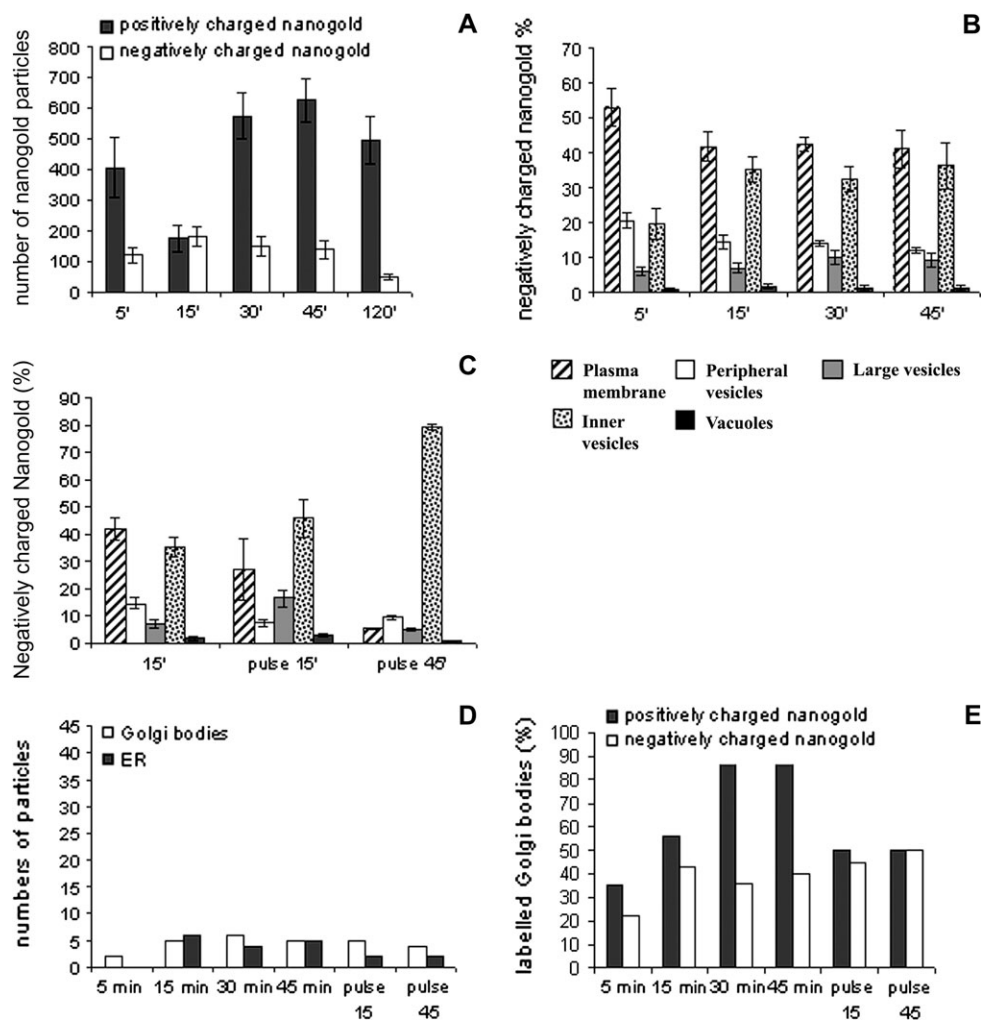 A
positively charged nanogold
negatively charged nanogold
number of nanogold particles
800
700
600
500
400
300
200
100
0
5' 15' 30' 45' 120'
B
negatively charged nanogold %
70
60
50
40
30
20
10
0
5' 15' 30' 45'
Plasma membrane
Peripheral vesicles
Large vesicles
Inner vesicles
Vacuoles
C
Negatively charged Nanogold (%)
90
80
70
60
50
40
30
20
10
0
15' pulse 15' pulse 45'
D
Golgi bodies
ER
numbers of particles
45
40
35
30
25
20
15
10
5
0
5 min 15 min 30 min 45 min pulse 15 pulse 45
E
positively charged nanogold
negatively charged nanogold
labelled Golgi bodies (%)
100
90
80
70
60
50
40
30
20
10
0
5 min 15 min 30 min 45 min pulse 15 pulse 45